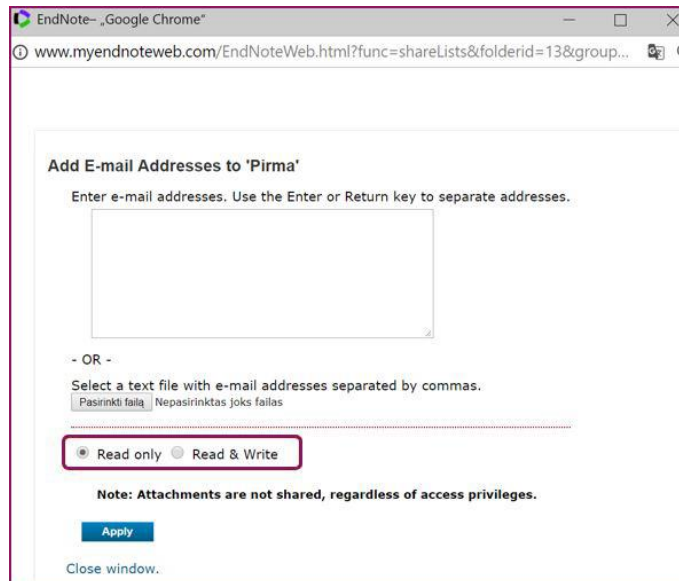 EndNote– „Google Chrome“
www.myendnoteweb.com/EndNoteWeb.html?func=shareLists&folderid=13&group...
Add E-mail Addresses to 'Pirma'
Enter e-mail addresses. Use the Enter or Return key to separate addresses.
- OR -
Select a text file with e-mail addresses separated by commas.
Pasirinkti failą Nepasirinktas joks failas
Read only Read & Write
Note: Attachments are not shared, regardless of access privileges.
Apply
Close window.